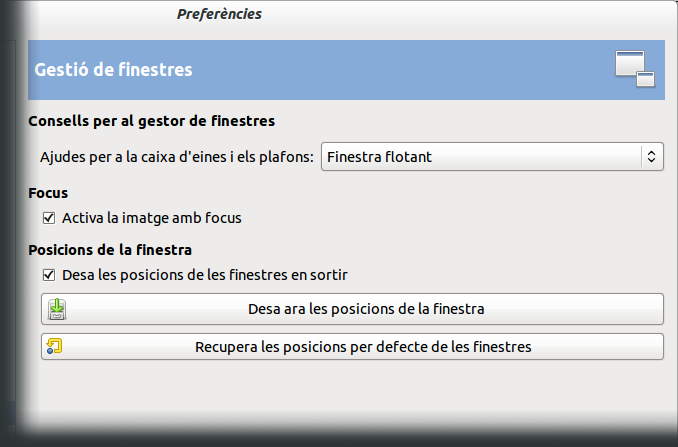 Preferències
Gestió de finestres
Consells per al gestor de finestres
Ajudes per a la caixa d'eines i els plafons: Finestra flotant
Focus
Activa la imatge amb focus
Posicions de la finestra
Desa les posicions de les finestres en sortir
Desa ara les posicions de la finestra
Recupera les posicions per defecte de les finestres